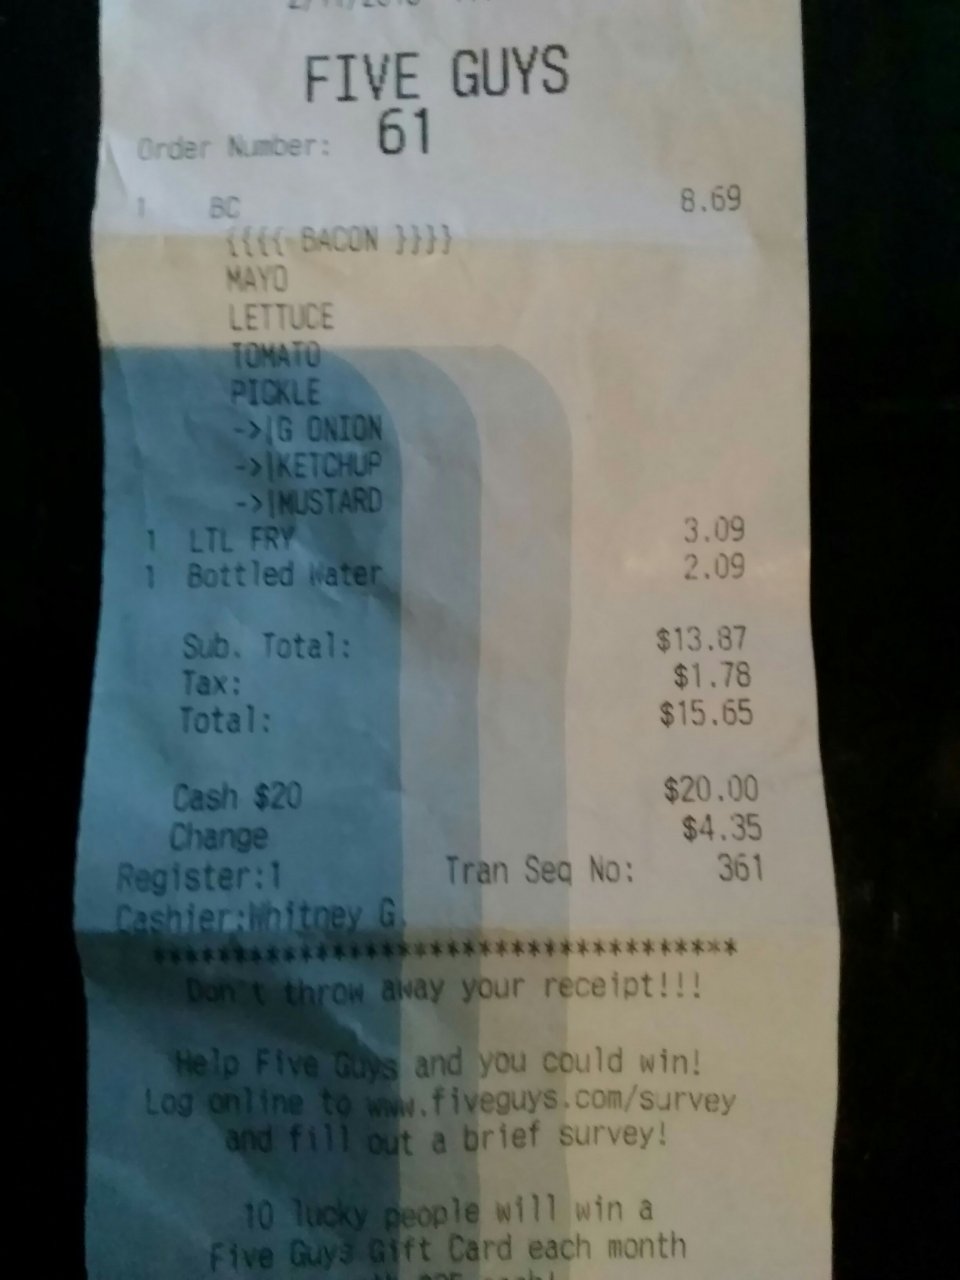 FIVE GUYS
Order Number: 61
1 BC 8.69
{{{{ BACON }}}}
MAYO
LETTUCE
TOMATO
PICKLE
->|G ONION
->|KETCHUP
->|MUSTARD
1 LTL FRY 3.09
1 Bottled Water 2.09
Sub. Total: $13.87
Tax: $1.78
Total: $15.65
Cash $20 $20.00
Change $4.35
Register:1 Tran Seq No: 361
Cashier:Whitney G.
************************************
Don't throw away your receipt!!!
Help Five Guys and you could win!
Log online to www.fiveguys.com/survey
and fill out a brief survey!
10 lucky people will win a
Five Guys Gift Card each month